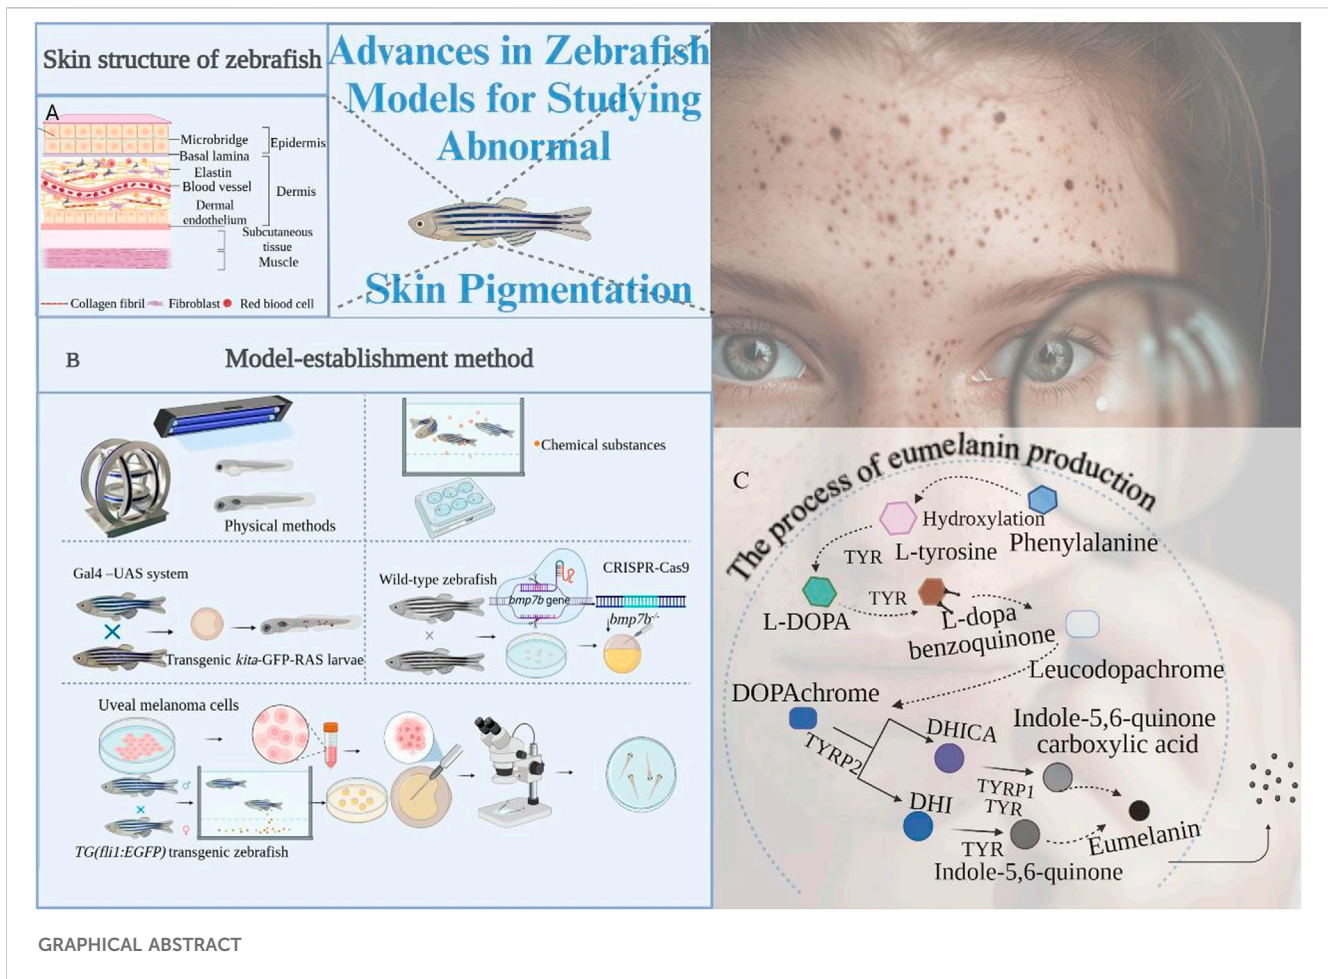 Skin structure of zebrafish
Advances in Zebrafish
Models for Studying
Abnormal
Skin Pigmentation
A
Microbridge
Epidermis
Basal lamina
Elastin
Blood vessel
Dermis
Dermal
endothelium
Subcutaneous
tissue
Muscle
Collagen fibril
Fibroblast
Red blood cell
B
Model-establishment method
Physical methods
Chemical substances
Gal4 –UAS system
Transgenic kita-GFP-RAS larvae
Wild-type zebrafish
CRISPR-Cas9
bmp7b gene
bmp7b-/-
Uveal melanoma cells
♂
♀
TG(fli1:EGFP) transgenic zebrafish
C
The process of eumelanin production
Hydroxylation
Phenylalanine
TYR
L-tyrosine
L-DOPA
TYR
L-dopa
benzoquinone
Leucodopachrome
DOPAchrome
TYRP2
DHICA
Indole-5,6-quinone
carboxylic acid
TYRP1
TYR
DHI
TYR
Indole-5,6-quinone
Eumelanin
GRAPHICAL ABSTRACT